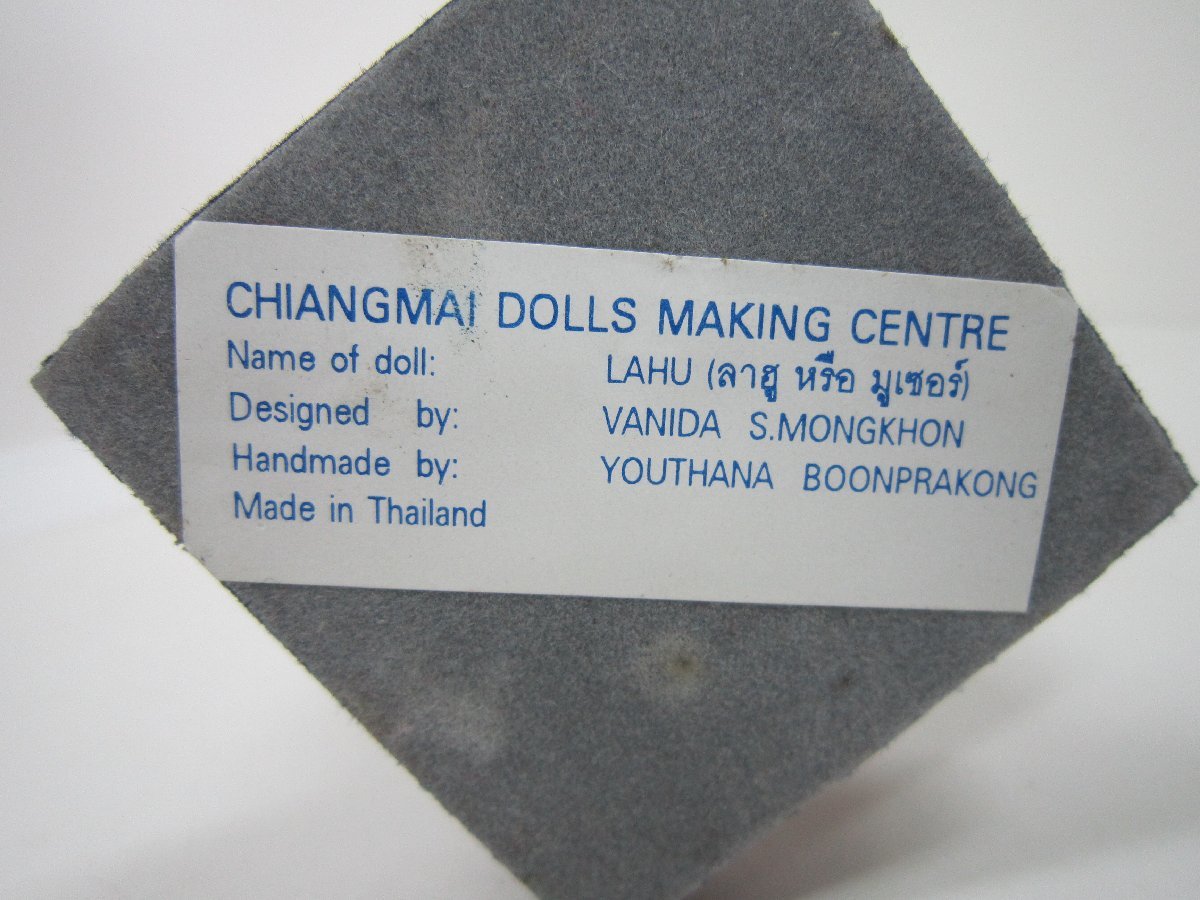 CHIANGMAI DOLLS MAKING CENTRE
Name of doll: LAHU (ลาฮู หรือ มูเซอร์)
Designed by: VANIDA S.MONGKHON
Handmade by: YOUTHANA BOONPRAKONG
Made in Thailand